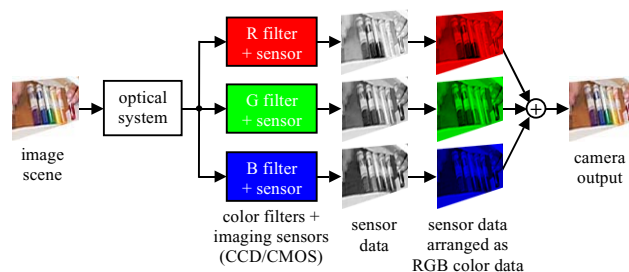 R filter
+ sensor
optical
system
G filter
+ sensor
B filter
+ sensor
image
scene
color filters +
imaging sensors
(CCD/CMOS)
sensor
data
sensor data
arranged as
RGB color data
camera
output